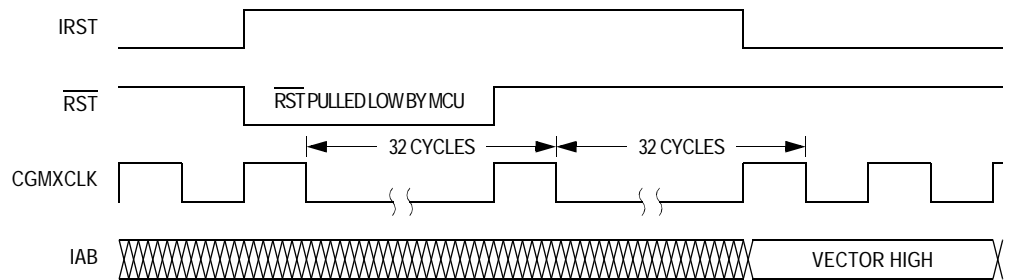 IRST
RST
RST PULLED LOW BY MCU
32 CYCLES
32 CYCLES
CGMXCLK
IAB
VECTOR HIGH